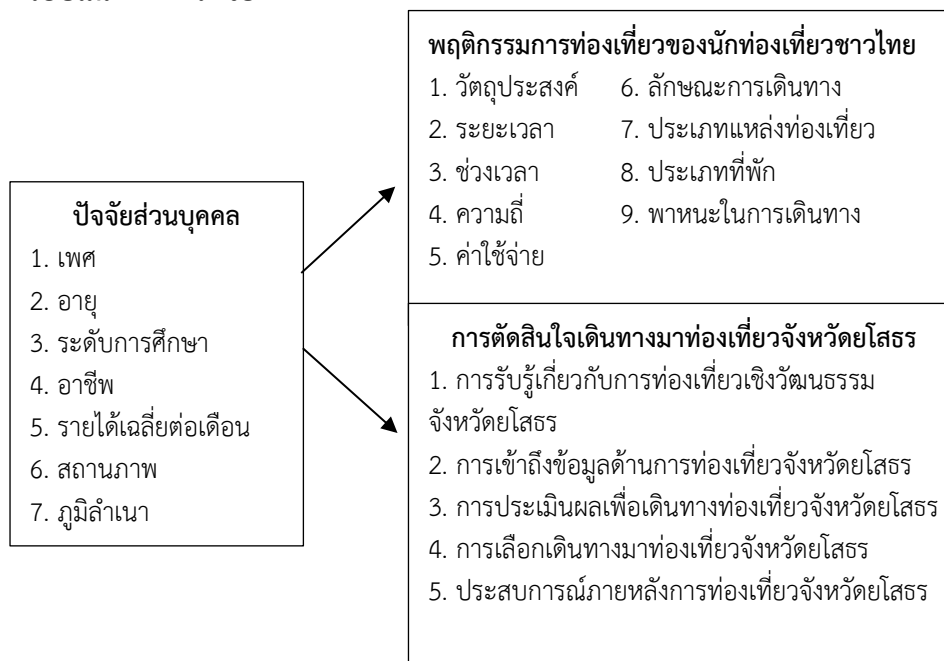 ปัจจัยส่วนบุคคล
1. เพศ
2. อายุ
3. ระดับการศึกษา
4. อาชีพ
5. รายได้เฉลี่ยต่อเดือน
6. สถานภาพ
7. ภูมิลำเนา
พฤติกรรมการท่องเที่ยวของนักท่องเที่ยวชาวไทย
1. วัตถุประสงค์ 6. ลักษณะการเดินทาง
2. ระยะเวลา 7. ประเภทแหล่งท่องเที่ยว
3. ช่วงเวลา 8. ประเภทที่พัก
4. ความถี่ 9. พาหนะในการเดินทาง
5. ค่าใช้จ่าย
การตัดสินใจเดินทางมาท่องเที่ยวจังหวัดยโสธร
1. การรับรู้เกี่ยวกับการท่องเที่ยวเชิงวัฒนธรรม
จังหวัดยโสธร
2. การเข้าถึงข้อมูลด้านการท่องเที่ยวจังหวัดยโสธร
3. การประเมินผลเพื่อเดินทางท่องเที่ยวจังหวัดยโสธร
4. การเลือกเดินทางมาท่องเที่ยวจังหวัดยโสธร
5. ประสบการณ์ภายหลังการท่องเที่ยวจังหวัดยโสธร